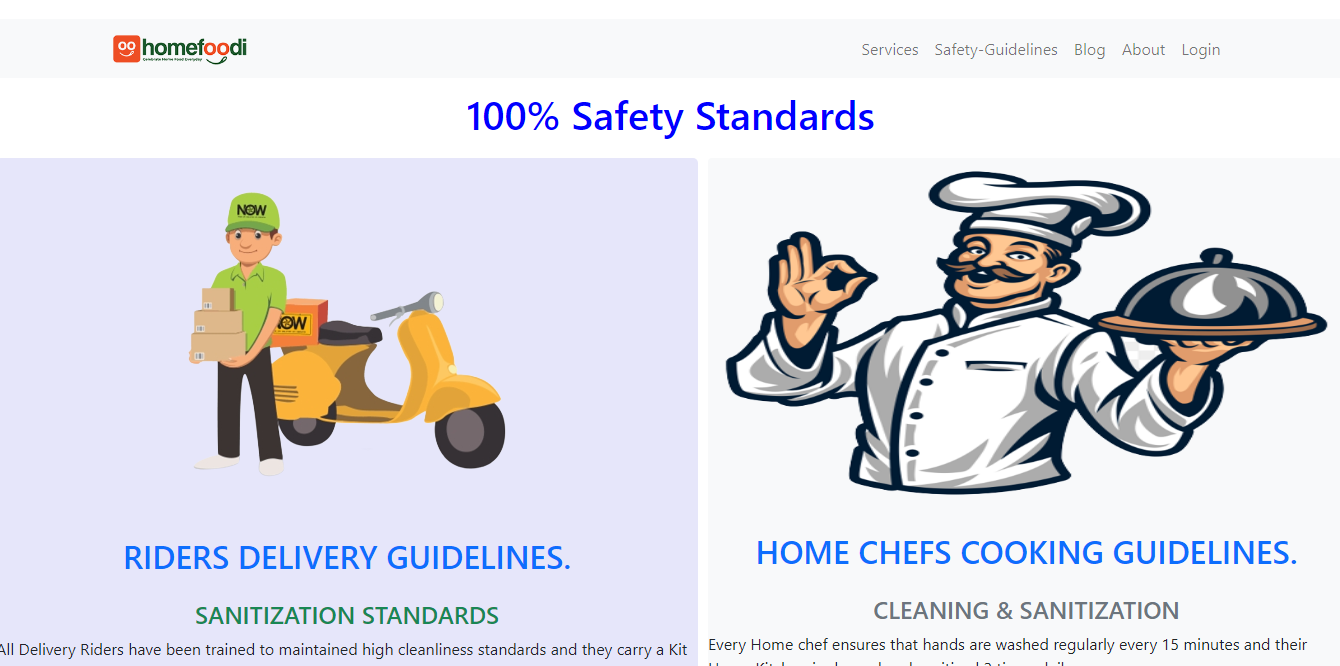 homefoodi
Celebrate Home Food Everyday
Services Safety-Guidelines Blog About Login
100% Safety Standards
NOW
NOW
RIDERS DELIVERY GUIDELINES.
SANITIZATION STANDARDS
All Delivery Riders have been trained to maintained high cleanliness standards and they carry a Kit
HOME CHEFS COOKING GUIDELINES.
CLEANING & SANITIZATION
Every Home chef ensures that hands are washed regularly every 15 minutes and their